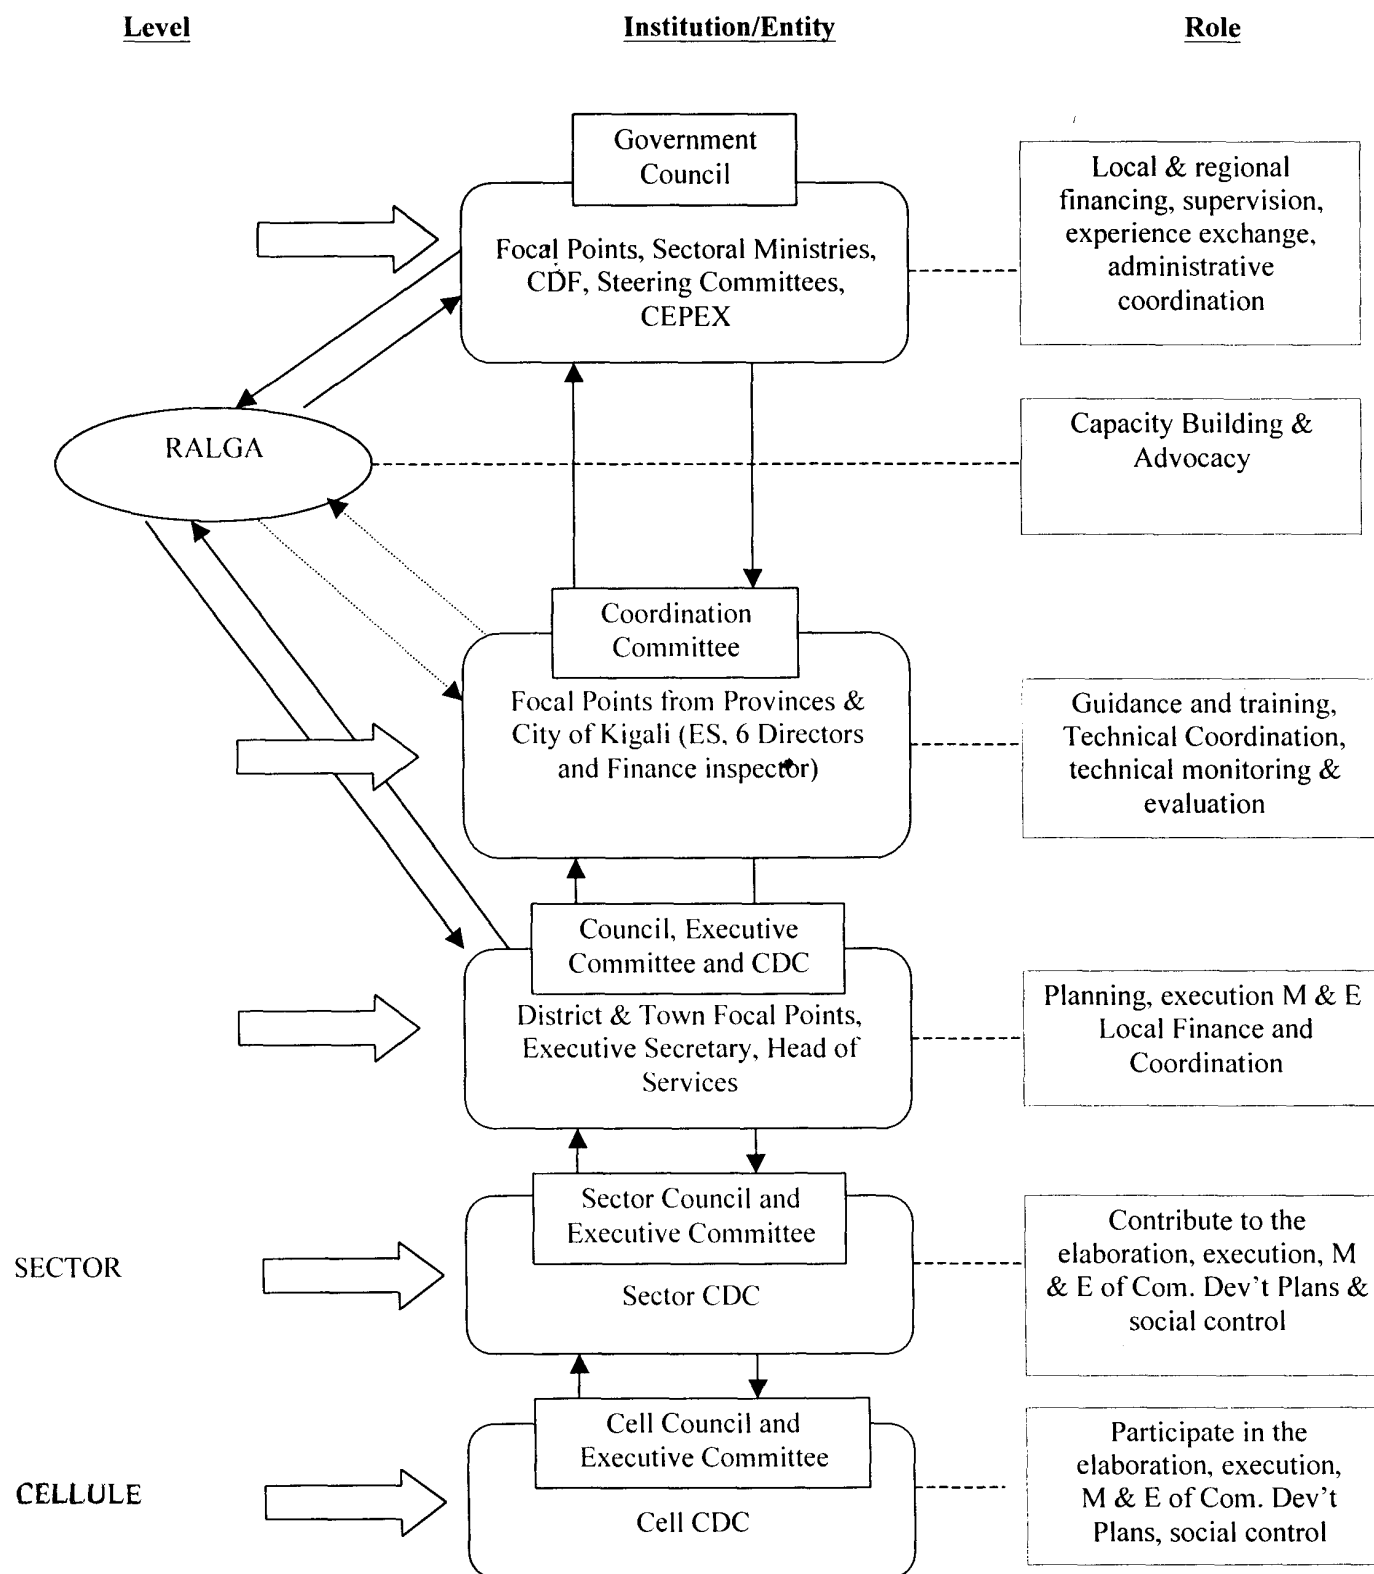 Level
Institution/Entity
Role
Government
Council
Focal Points, Sectoral Ministries,
CDF, Steering Committees,
CEPEX
Local & regional
financing, supervision,
experience exchange,
administrative
coordination
RALGA
Capacity Building &
Advocacy
Coordination
Committee
Focal Points from Provinces &
City of Kigali (ES, 6 Directors
and Finance inspector)
Guidance and training,
Technical Coordination,
technical monitoring &
evaluation
Council, Executive
Committee and CDC
District & Town Focal Points,
Executive Secretary, Head of
Services
Planning, execution M & E
Local Finance and
Coordination
SECTOR
Sector Council and
Executive Committee
Sector CDC
Contribute to the
elaboration, execution, M
& E of Com. Dev't Plans &
social control
CELLULE
Cell Council and
Executive Committee
Cell CDC
Participate in the
elaboration, execution,
M & E of Com. Dev't
Plans, social control